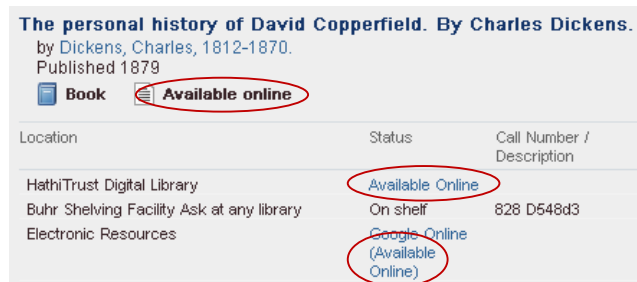 The personal history of David Copperfield. By Charles Dickens.
by Dickens, Charles, 1812-1870.
Published 1879
Book Available online
Location Status Call Number /
Description
HathiTrust Digital Library Available Online
Buhr Shelving Facility Ask at any library On shelf 828 D548d3
Electronic Resources Google Online
(Available
Online)